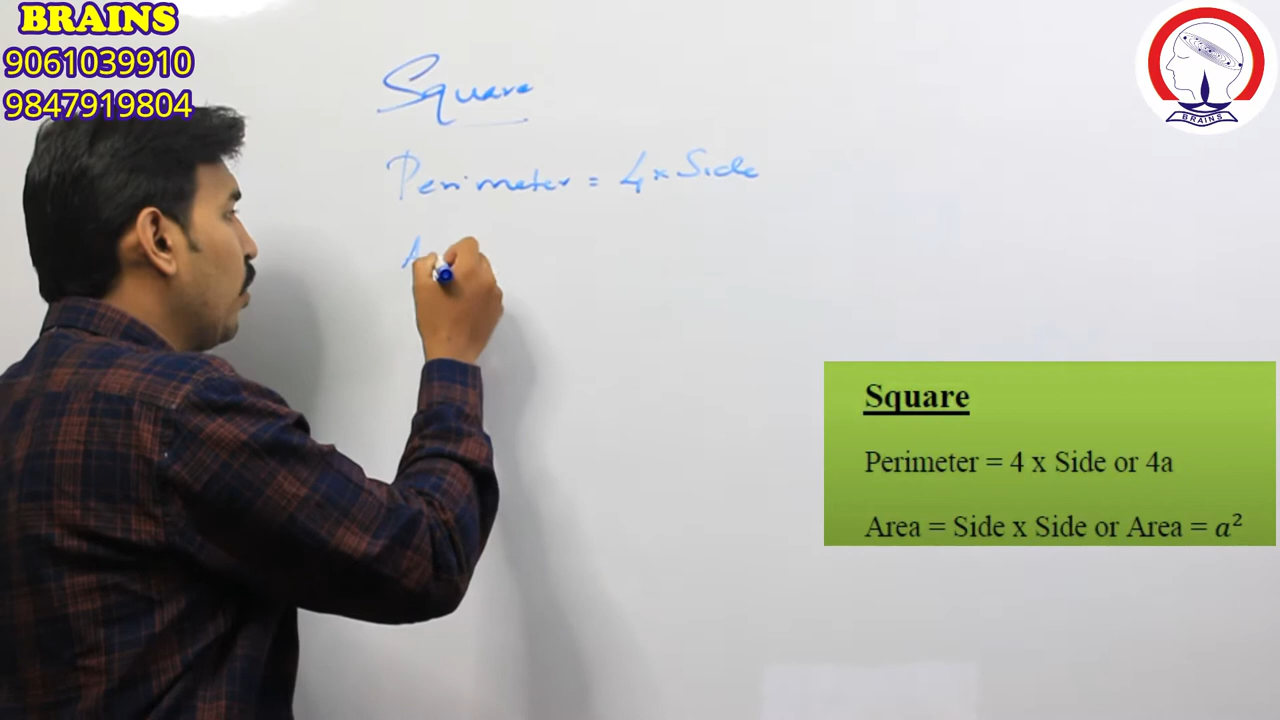 BRAINS
9061039910
9847919804
BRAINS
Square
Perimeter = 4 x Side
A
Square
Perimeter = 4 x Side or 4a
Area = Side x Side or Area = a²